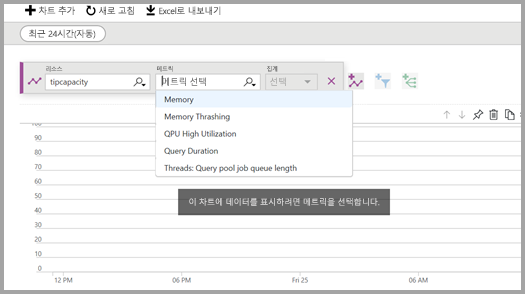 차트 추가 새로 고침 Excel로 내보내기
최근 24시간(자동)
리소스 메트릭 집계
tipcapacity 메트릭 선택 선택
Memory
Memory Thrashing
QPU High Utilization
Query Duration
Threads: Query pool job queue length
100
90
80
70
60
50
40
30
20
10
0
이 차트에 데이터를 표시하려면 메트릭을 선택합니다.
12 PM 06 PM Fri 25 06 AM